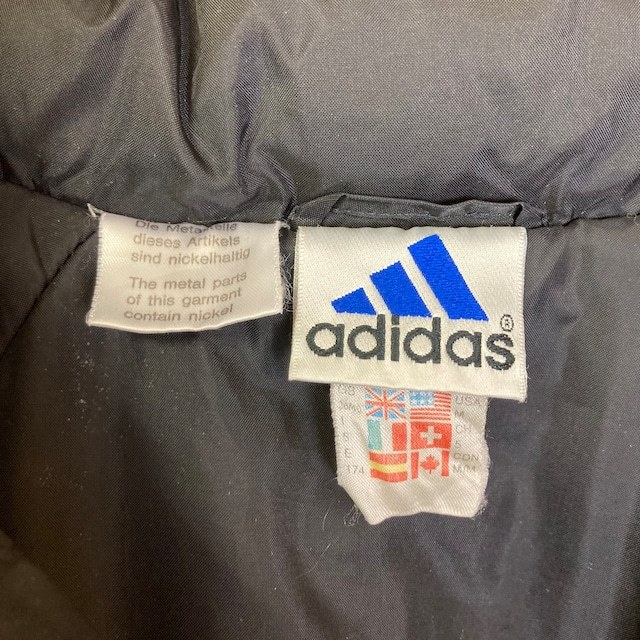 Die Metallteile
dieses Artikels
sind nickelhaltig
The metal parts
of this garment
contain nickel
adidas®
USA
M
I
CH
S
5
E
CDN
174
M/M